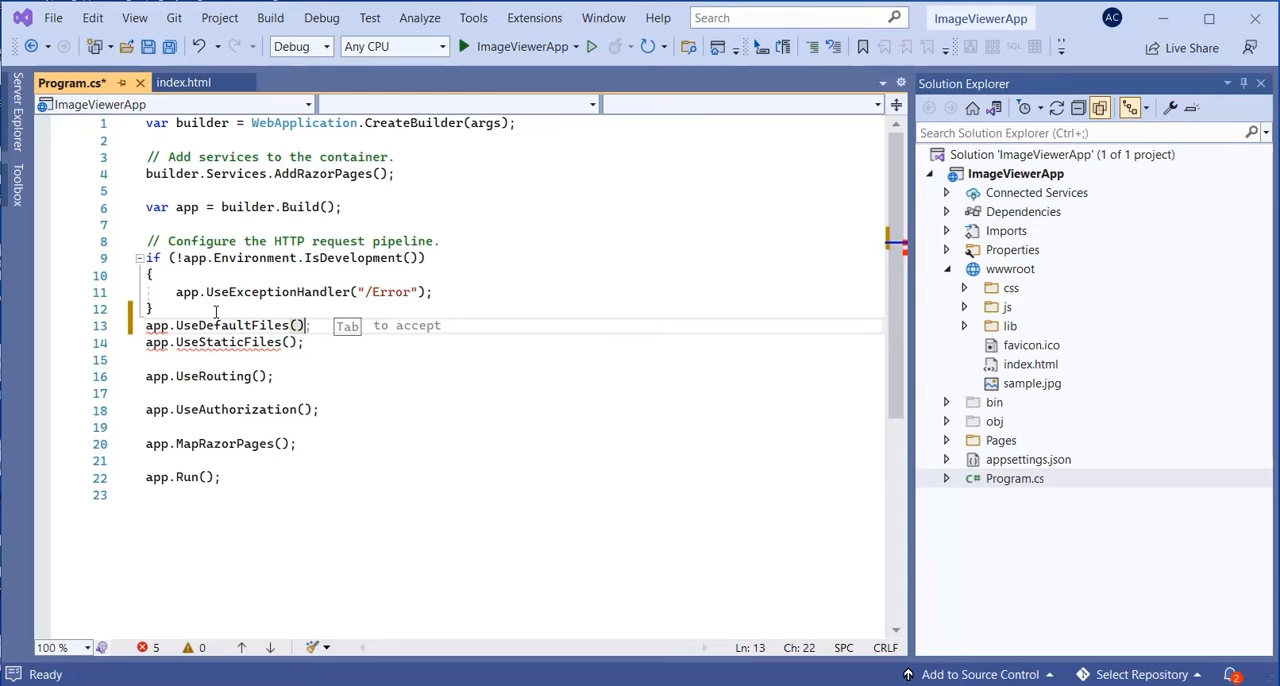 File Edit View Git Project Build Debug Test Analyze Tools Extensions Window Help Search ImageViewerApp AC
Debug Any CPU ImageViewerApp SQL Live Share
Server Explorer
Toolbox
Program.cs* index.html
ImageViewerApp
1 var builder = WebApplication.CreateBuilder(args);
2
3 // Add services to the container.
4 builder.Services.AddRazorPages();
5
6 var app = builder.Build();
7
8 // Configure the HTTP request pipeline.
9 if (!app.Environment.IsDevelopment())
10 {
11 app.UseExceptionHandler("/Error");
12 }
13 app.UseDefaultFiles(); Tab to accept
14 app.UseStaticFiles();
15
16 app.UseRouting();
17
18 app.UseAuthorization();
19
20 app.MapRazorPages();
21
22 app.Run();
23
100 % 5 0 Ln: 13 Ch: 22 SPC CRLF
Solution Explorer
Search Solution Explorer (Ctrl+;)
Solution 'ImageViewerApp' (1 of 1 project)
ImageViewerApp
Connected Services
Dependencies
Imports
Properties
wwwroot
css
js
lib
favicon.ico
index.html
sample.jpg
bin
obj
Pages
appsettings.json
C# Program.cs
Ready Add to Source Control Select Repository 2